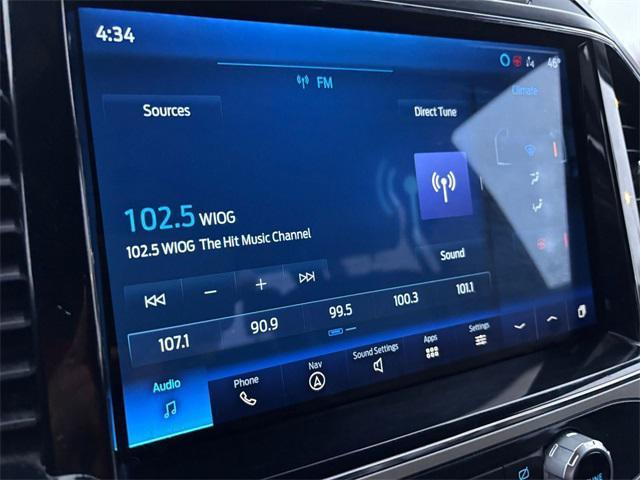 4:34
46°
FM
Climate
Sources
Direct Tune
102.5 WIOG
102.5 WIOG The Hit Music Channel
Sound
107.1 90.9 99.5 100.3 101.1
Audio Phone Nav Sound Settings Apps Settings